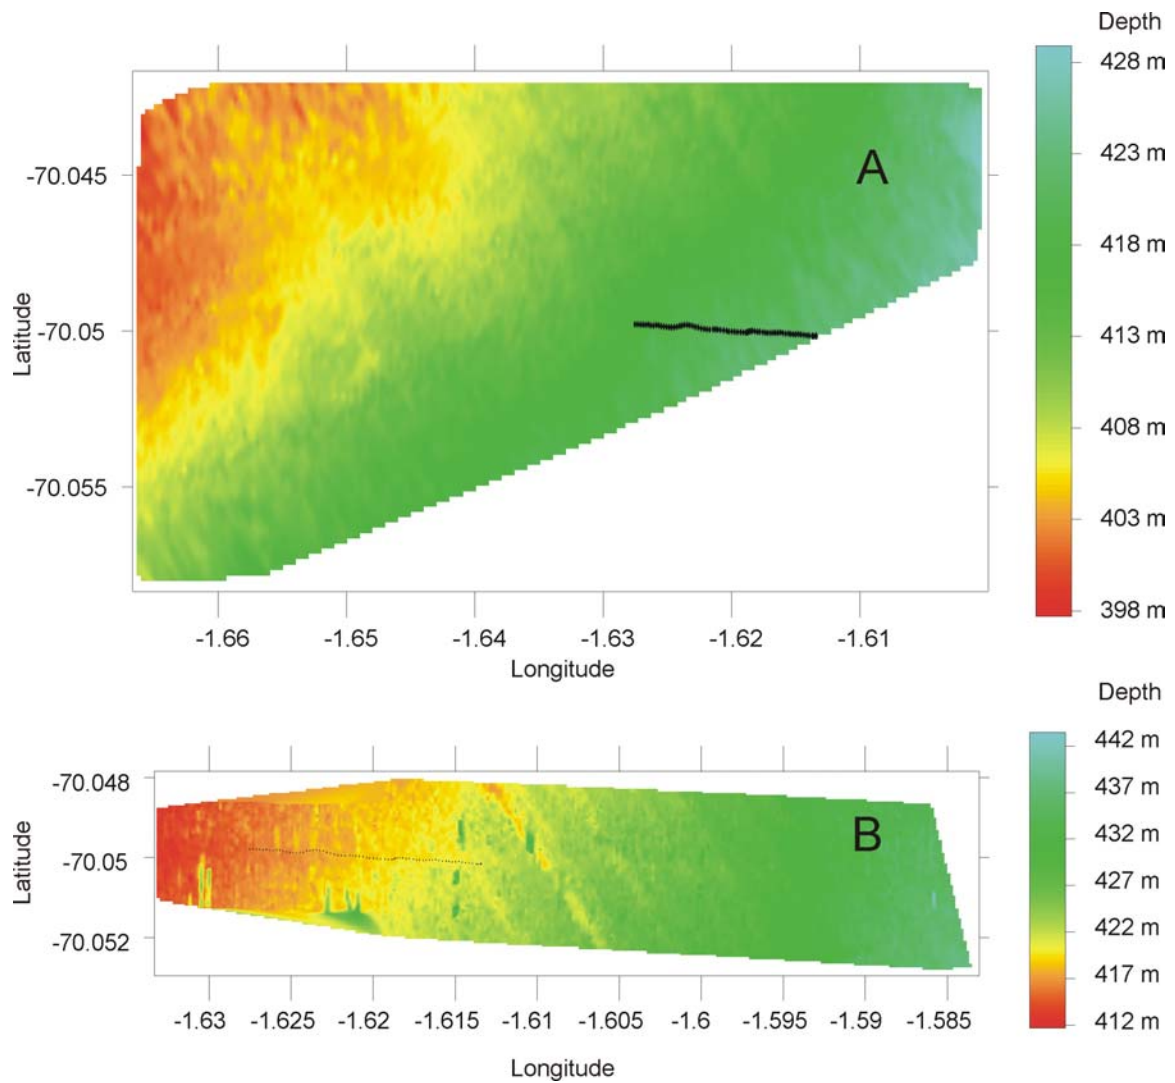 Depth
428 m
423 m
418 m
413 m
408 m
403 m
398 m
A
Latitude
-70.045
-70.05
-70.055
-1.66 -1.65 -1.64 -1.63 -1.62 -1.61
Longitude
Depth
442 m
437 m
432 m
427 m
422 m
417 m
412 m
B
Latitude
-70.048
-70.05
-70.052
-1.63 -1.625 -1.62 -1.615 -1.61 -1.605 -1.6 -1.595 -1.59 -1.585
Longitude